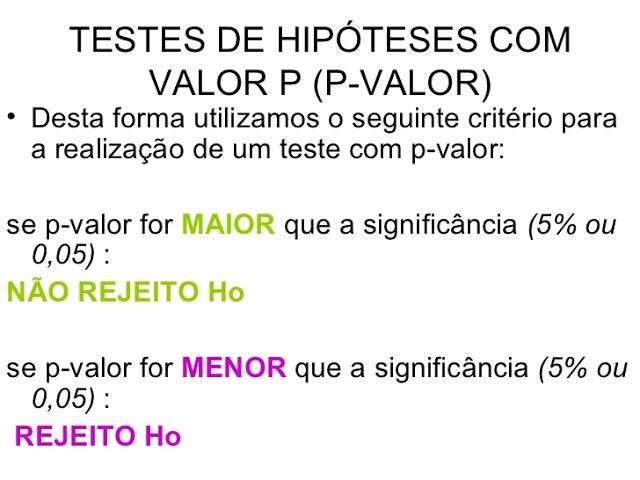 TESTES DE HIPÓTESES COM
VALOR P (P-VALOR)
• Desta forma utilizamos o seguinte critério para
a realização de um teste com p-valor:
se p-valor for MAIOR que a significância (5% ou
0,05) :
NÃO REJEITO Ho
se p-valor for MENOR que a significância (5% ou
0,05) :
REJEITO Ho